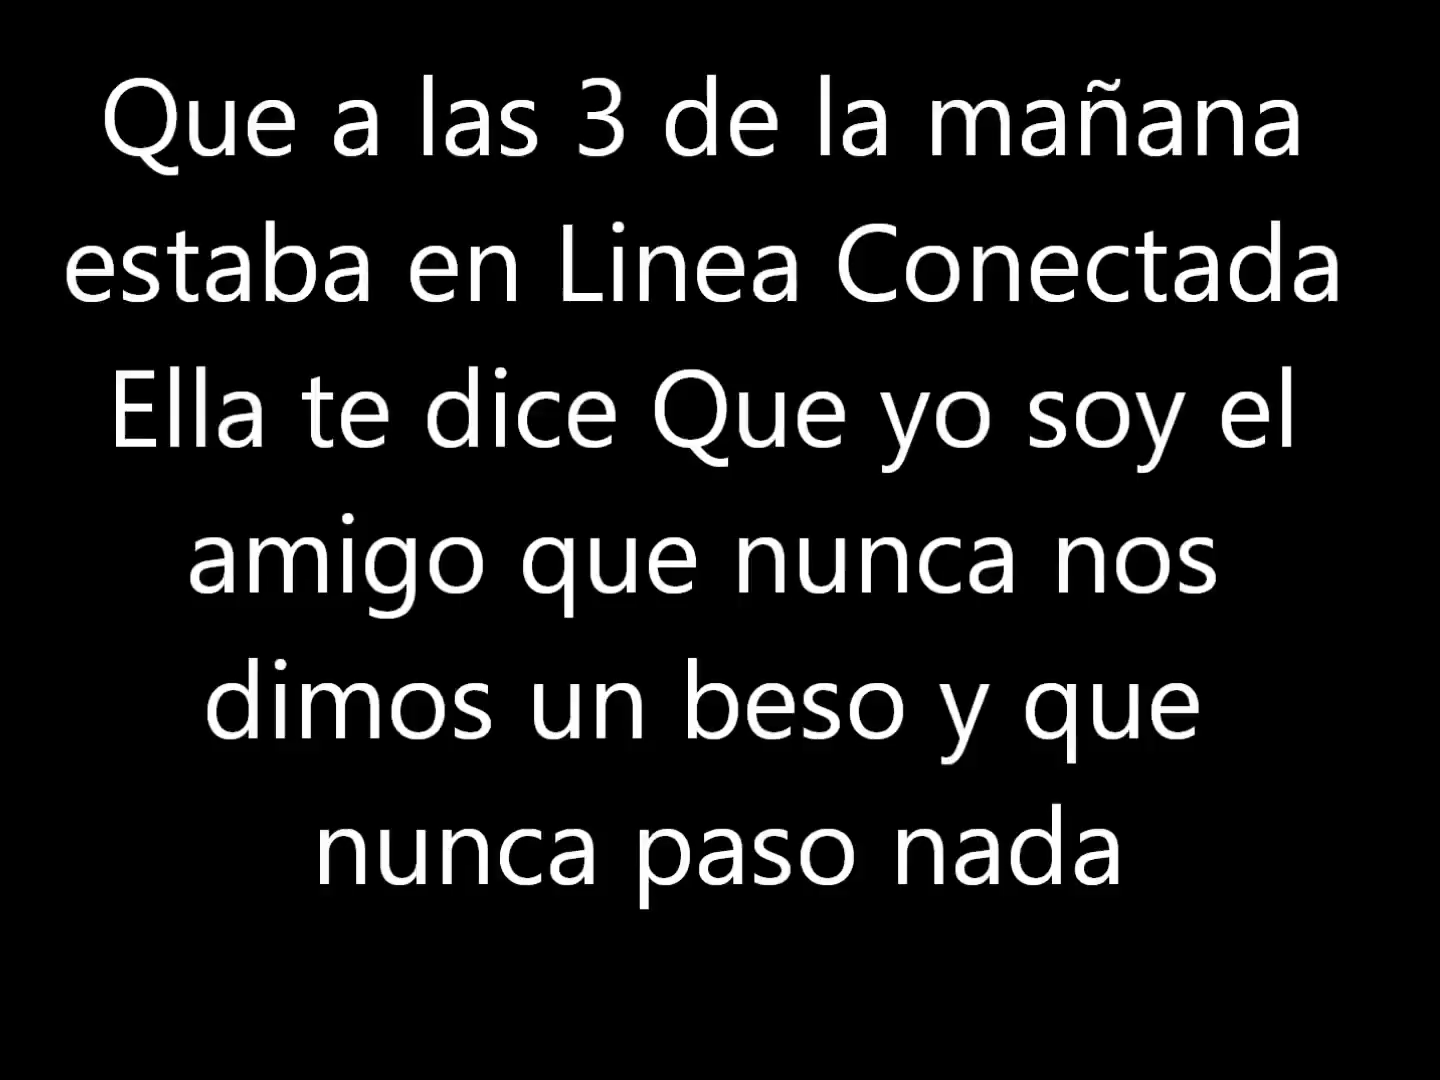 Que a las 3 de la mañana
estaba en Linea Conectada
Ella te dice Que yo soy el
amigo que nunca nos
dimos un beso y que
nunca paso nada